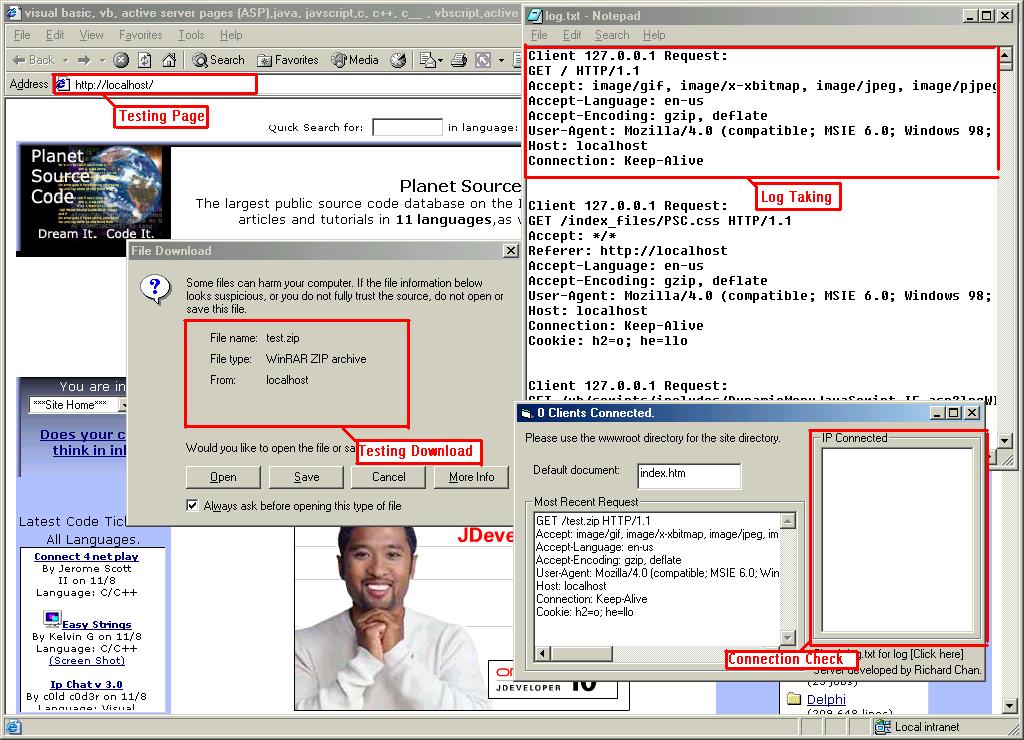 visual basic, vb, active server pages (ASP),java, javscript,c, c++, c__ , vbscript,active
File Edit View Favorites Tools Help
Back Search Favorites Media
Address http://localhost/
Testing Page
Quick Search for: in language:
Planet
Source
Code
Dream It. Code It.
Planet Source
The largest public source code database on the I
articles and tutorials in 11 languages,as v
You are in
***Site Home***
Does your c
think in inl
Latest Code Tick
All Languages.
Connect 4 net play
By Jerome Scott
II on 11/8
Language: C/C++
Easy Strings
By Kelvin G on 11/8
Language: C/C++
(Screen Shot)
Ip Chat v 3.0
By c0ld c0d3r on 11/8
Language: Visual
File Download
Some files can harm your computer. If the file information below
looks suspicious, or you do not fully trust the source, do not open or
save this file.
File name: test.zip
File type: WinRAR ZIP archive
From: localhost
Would you like to open the file or sa
Testing Download
Open Save Cancel More Info
Always ask before opening this type of file
JDeve
JDEVELOPER 10
log.txt - Notepad
File Edit Search Help
Client 127.0.0.1 Request:
GET / HTTP/1.1
Accept: image/gif, image/x-xbitmap, image/jpeg, image/pjpeg
Accept-Language: en-us
Accept-Encoding: gzip, deflate
User-Agent: Mozilla/4.0 (compatible; MSIE 6.0; Windows 98;
Host: localhost
Connection: Keep-Alive
Log Taking
Client 127.0.0.1 Request:
GET /index_files/PSC.css HTTP/1.1
Accept: */*
Referer: http://localhost
Accept-Language: en-us
Accept-Encoding: gzip, deflate
User-Agent: Mozilla/4.0 (compatible; MSIE 6.0; Windows 98;
Host: localhost
Connection: Keep-Alive
Cookie: h2=o; he=llo
Client 127.0.0.1 Request:
0 Clients Connected.
Please use the wwwroot directory for the site directory.
Default document: index.htm
Most Recent Request
GET /test.zip HTTP/1.1
Accept: image/gif, image/x-xbitmap, image/jpeg, im
Accept-Language: en-us
Accept-Encoding: gzip, deflate
User-Agent: Mozilla/4.0 (compatible; MSIE 6.0; Win
Host: localhost
Connection: Keep-Alive
Cookie: h2=o; he=llo
IP Connected
Connection Check
.txt for log [Click here]
Server developed by Richard Chan.
Delphi
Local intranet